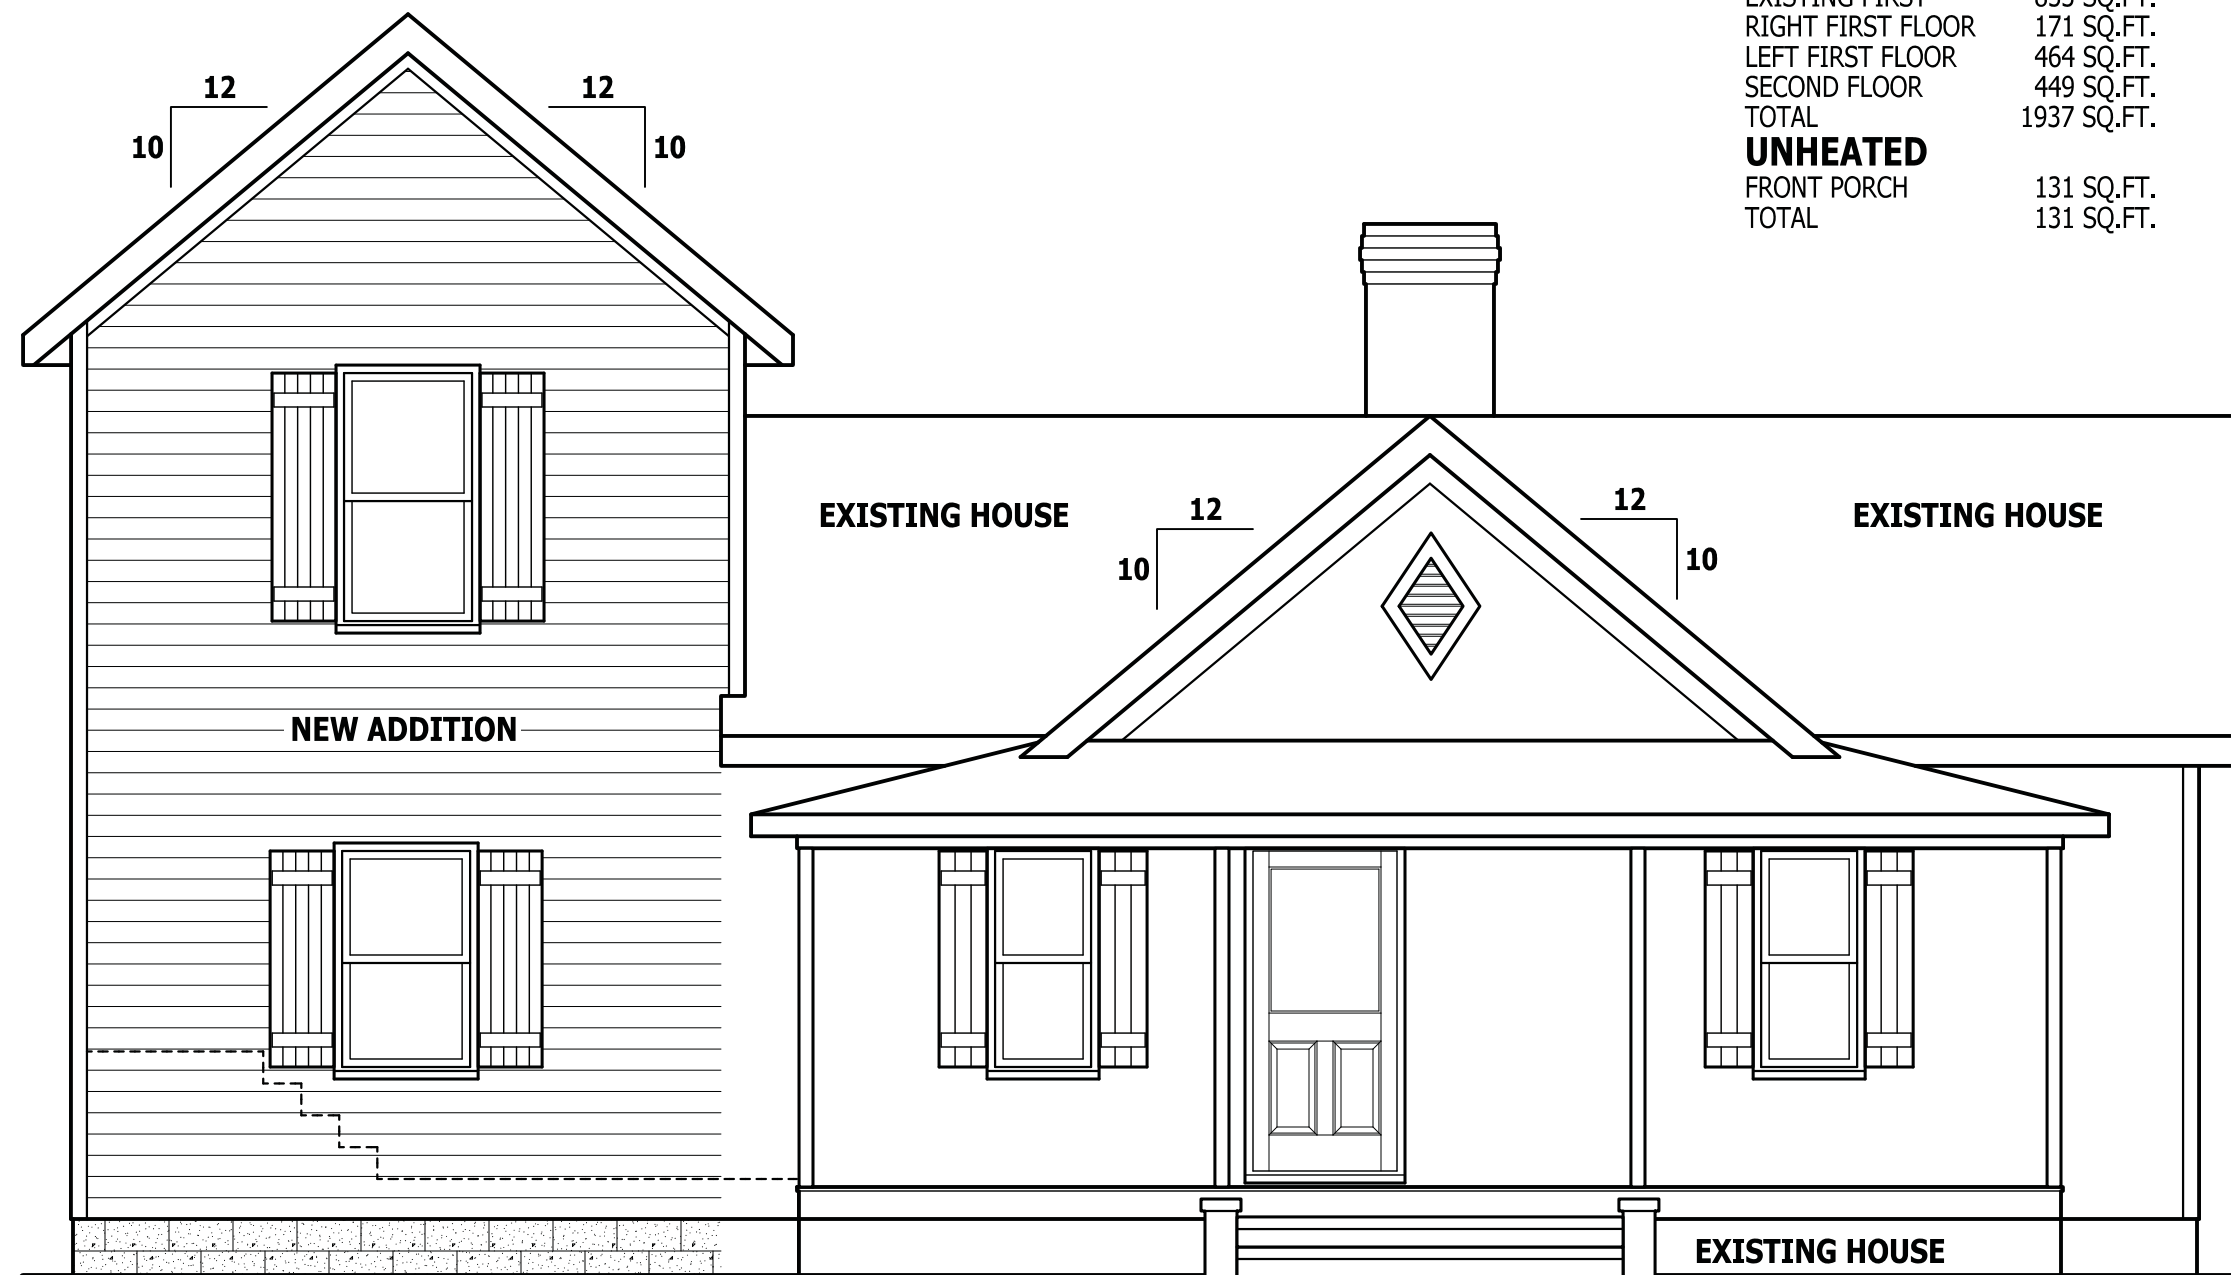 EXISTING FIRST
RIGHT FIRST FLOOR 171 SQ.FT.
LEFT FIRST FLOOR 464 SQ.FT.
SECOND FLOOR 449 SQ.FT.
TOTAL 1937 SQ.FT.
UNHEATED
FRONT PORCH 131 SQ.FT.
TOTAL 131 SQ.FT.
12
12
10
10
EXISTING HOUSE
12
10
12
10
EXISTING HOUSE
NEW ADDITION
EXISTING HOUSE